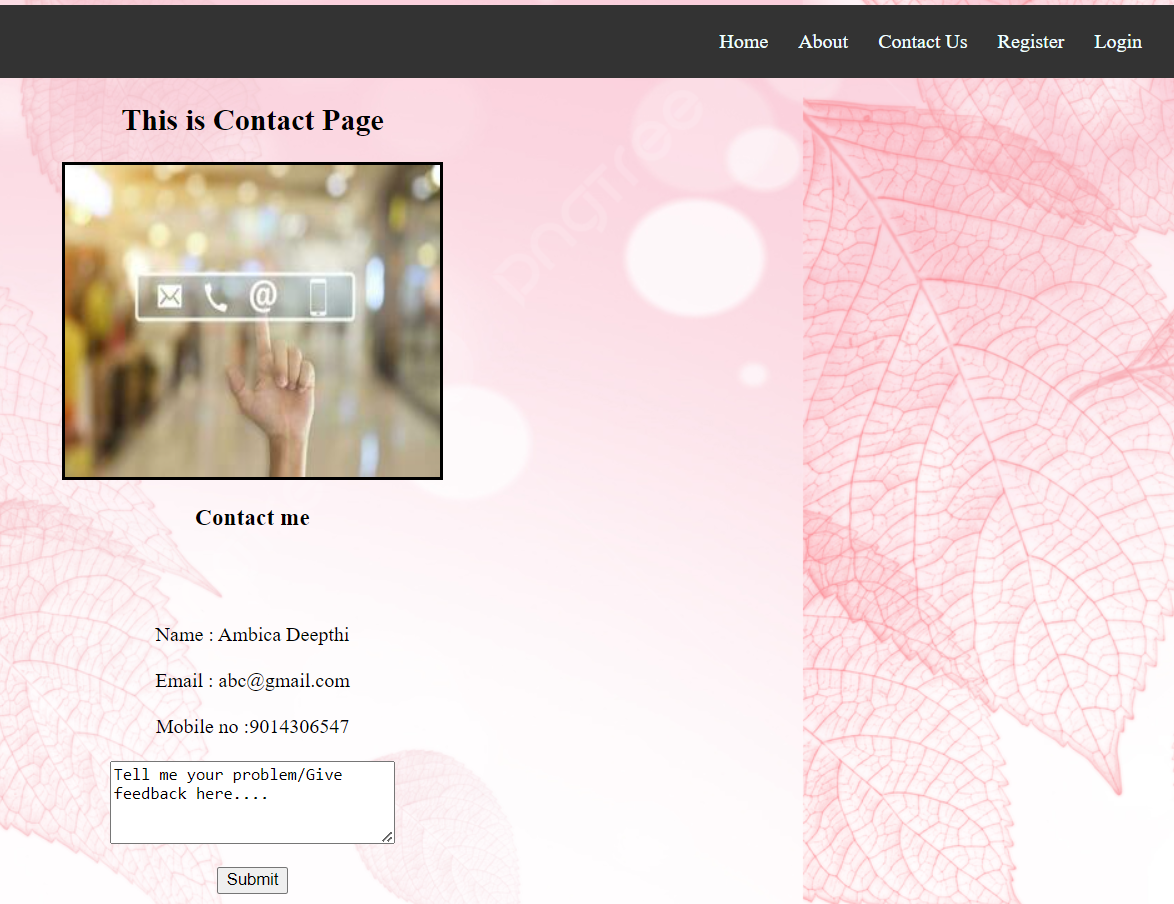 Home About Contact Us Register Login
This is Contact Page
pngtree
@
Contact me
Name : Ambica Deepthi
Email : abc@gmail.com
Mobile no :9014306547
Tell me your problem/Give
feedback here....
Submit